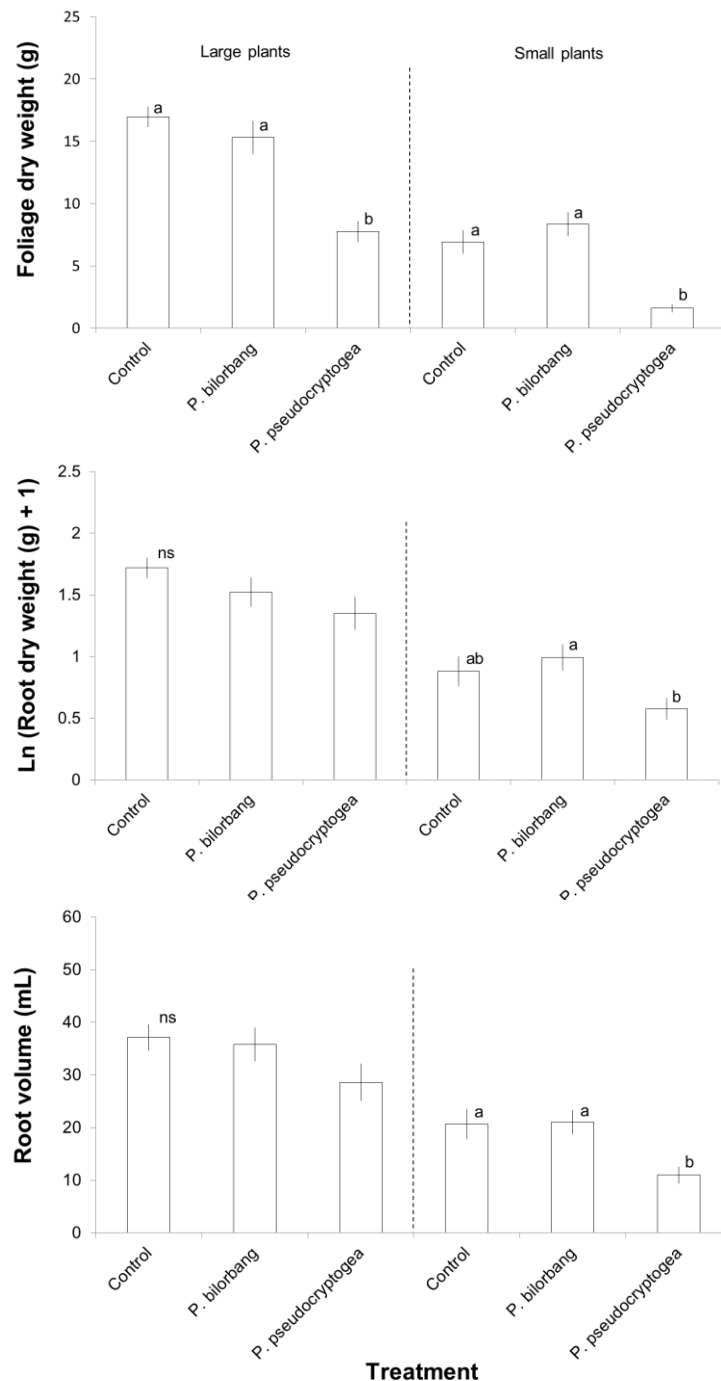 Foliage dry weight (g)
25
20
15
10
5
0
Large plants
Small plants
a
a
b
a
a
b
Control
P. bilorbang
P. pseudocryptogea
Control
P. bilorbang
P. pseudocryptogea
Ln (Root dry weight (g) + 1)
2.5
2
1.5
1
0.5
0
ns
ab
a
b
Control
P. bilorbang
P. pseudocryptogea
Control
P. bilorbang
P. pseudocryptogea
Root volume (mL)
60
50
40
30
20
10
0
ns
a
a
b
Control
P. bilorbang
P. pseudocryptogea
Control
P. bilorbang
P. pseudocryptogea
Treatment